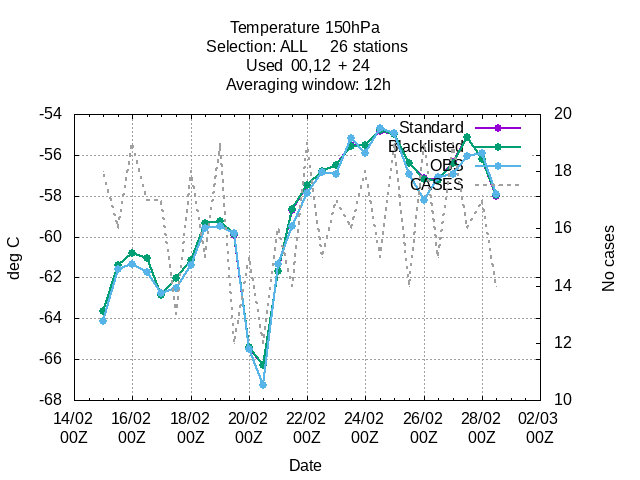 Temperature 150hPa
Selection: ALL 26 stations
Used 00,12 + 24
Averaging window: 12h
-54
-56
-58
-60
-62
-64
-66
-68
20
18
16
14
12
10
Standard
Blacklisted
OBS
CASES
deg C
No cases
14/02 16/02 18/02 20/02 22/02 24/02 26/02 28/02 02/03
00Z 00Z 00Z 00Z 00Z 00Z 00Z 00Z 00Z
Date